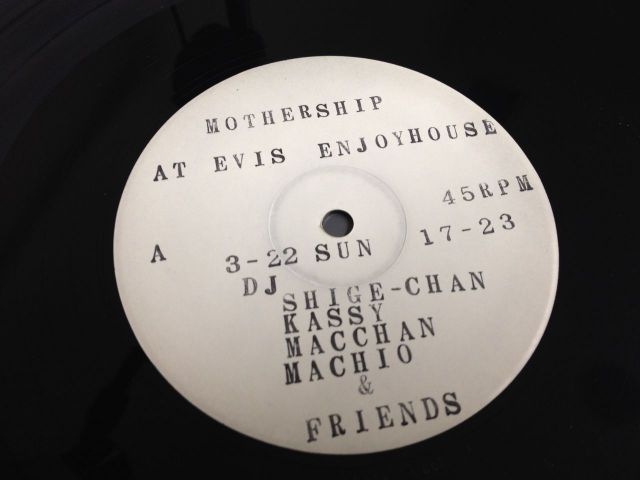 MOTHERSHIP
AT EVIS ENJOYHOUSE
45RPM
A
3-22 SUN 17-23
DJ
SHIGE-CHAN
KASSY
MACCHAN
MACHIO
&
FRIENDS